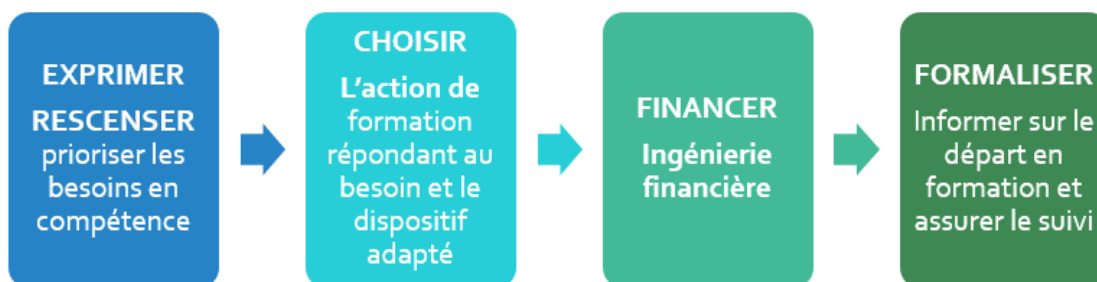 EXPRIMER
RESCENSER
prioriser les
besoins en
compétence
CHOISIR
L'action de
formation
répondant au
besoin et le
dispositif
adapté
FINANCER
Ingénierie
financière
FORMALISER
Informer sur le
départ en
formation et
assurer le suivi